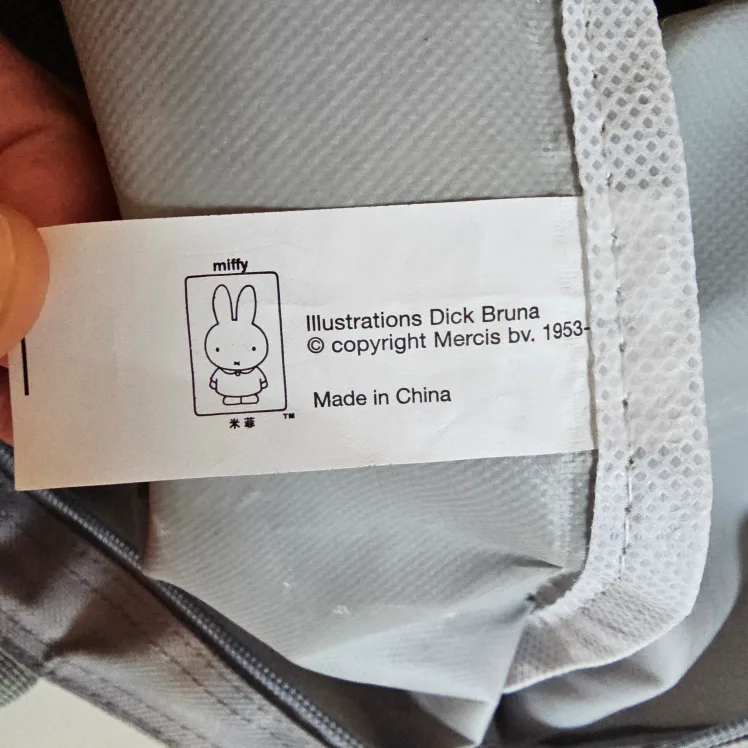 miffy
Illustrations Dick Bruna
© copyright Mercis bv. 1953-
Made in China
米菲
TM